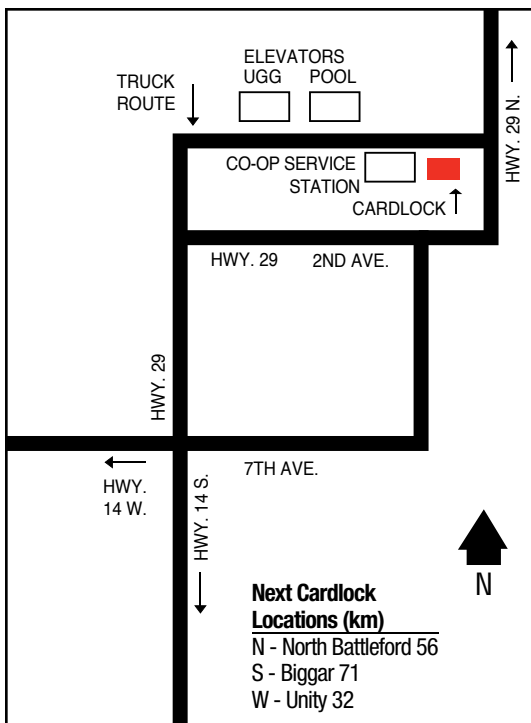 ELEVATORS
UGG POOL
TRUCK
ROUTE
HWY. 29 N.
CO-OP SERVICE
STATION
CARDLOCK
HWY. 29 2ND AVE.
HWY. 29
7TH AVE.
HWY.
14 W.
HWY. 14 S.
N
Next Cardlock
Locations (km)
N - North Battleford 56
S - Biggar 71
W - Unity 32